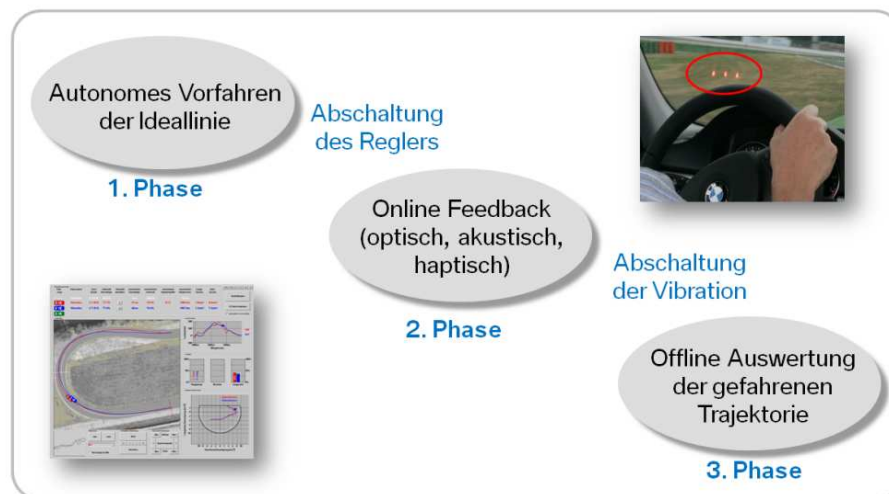 Autonomes Vorfahren
der Ideallinie
1. Phase
Abschaltung
des Reglers
Online Feedback
(optisch, akustisch,
haptisch)
2. Phase
Abschaltung
der Vibration
Offline Auswertung
der gefahrenen
Trajektorie
3. Phase